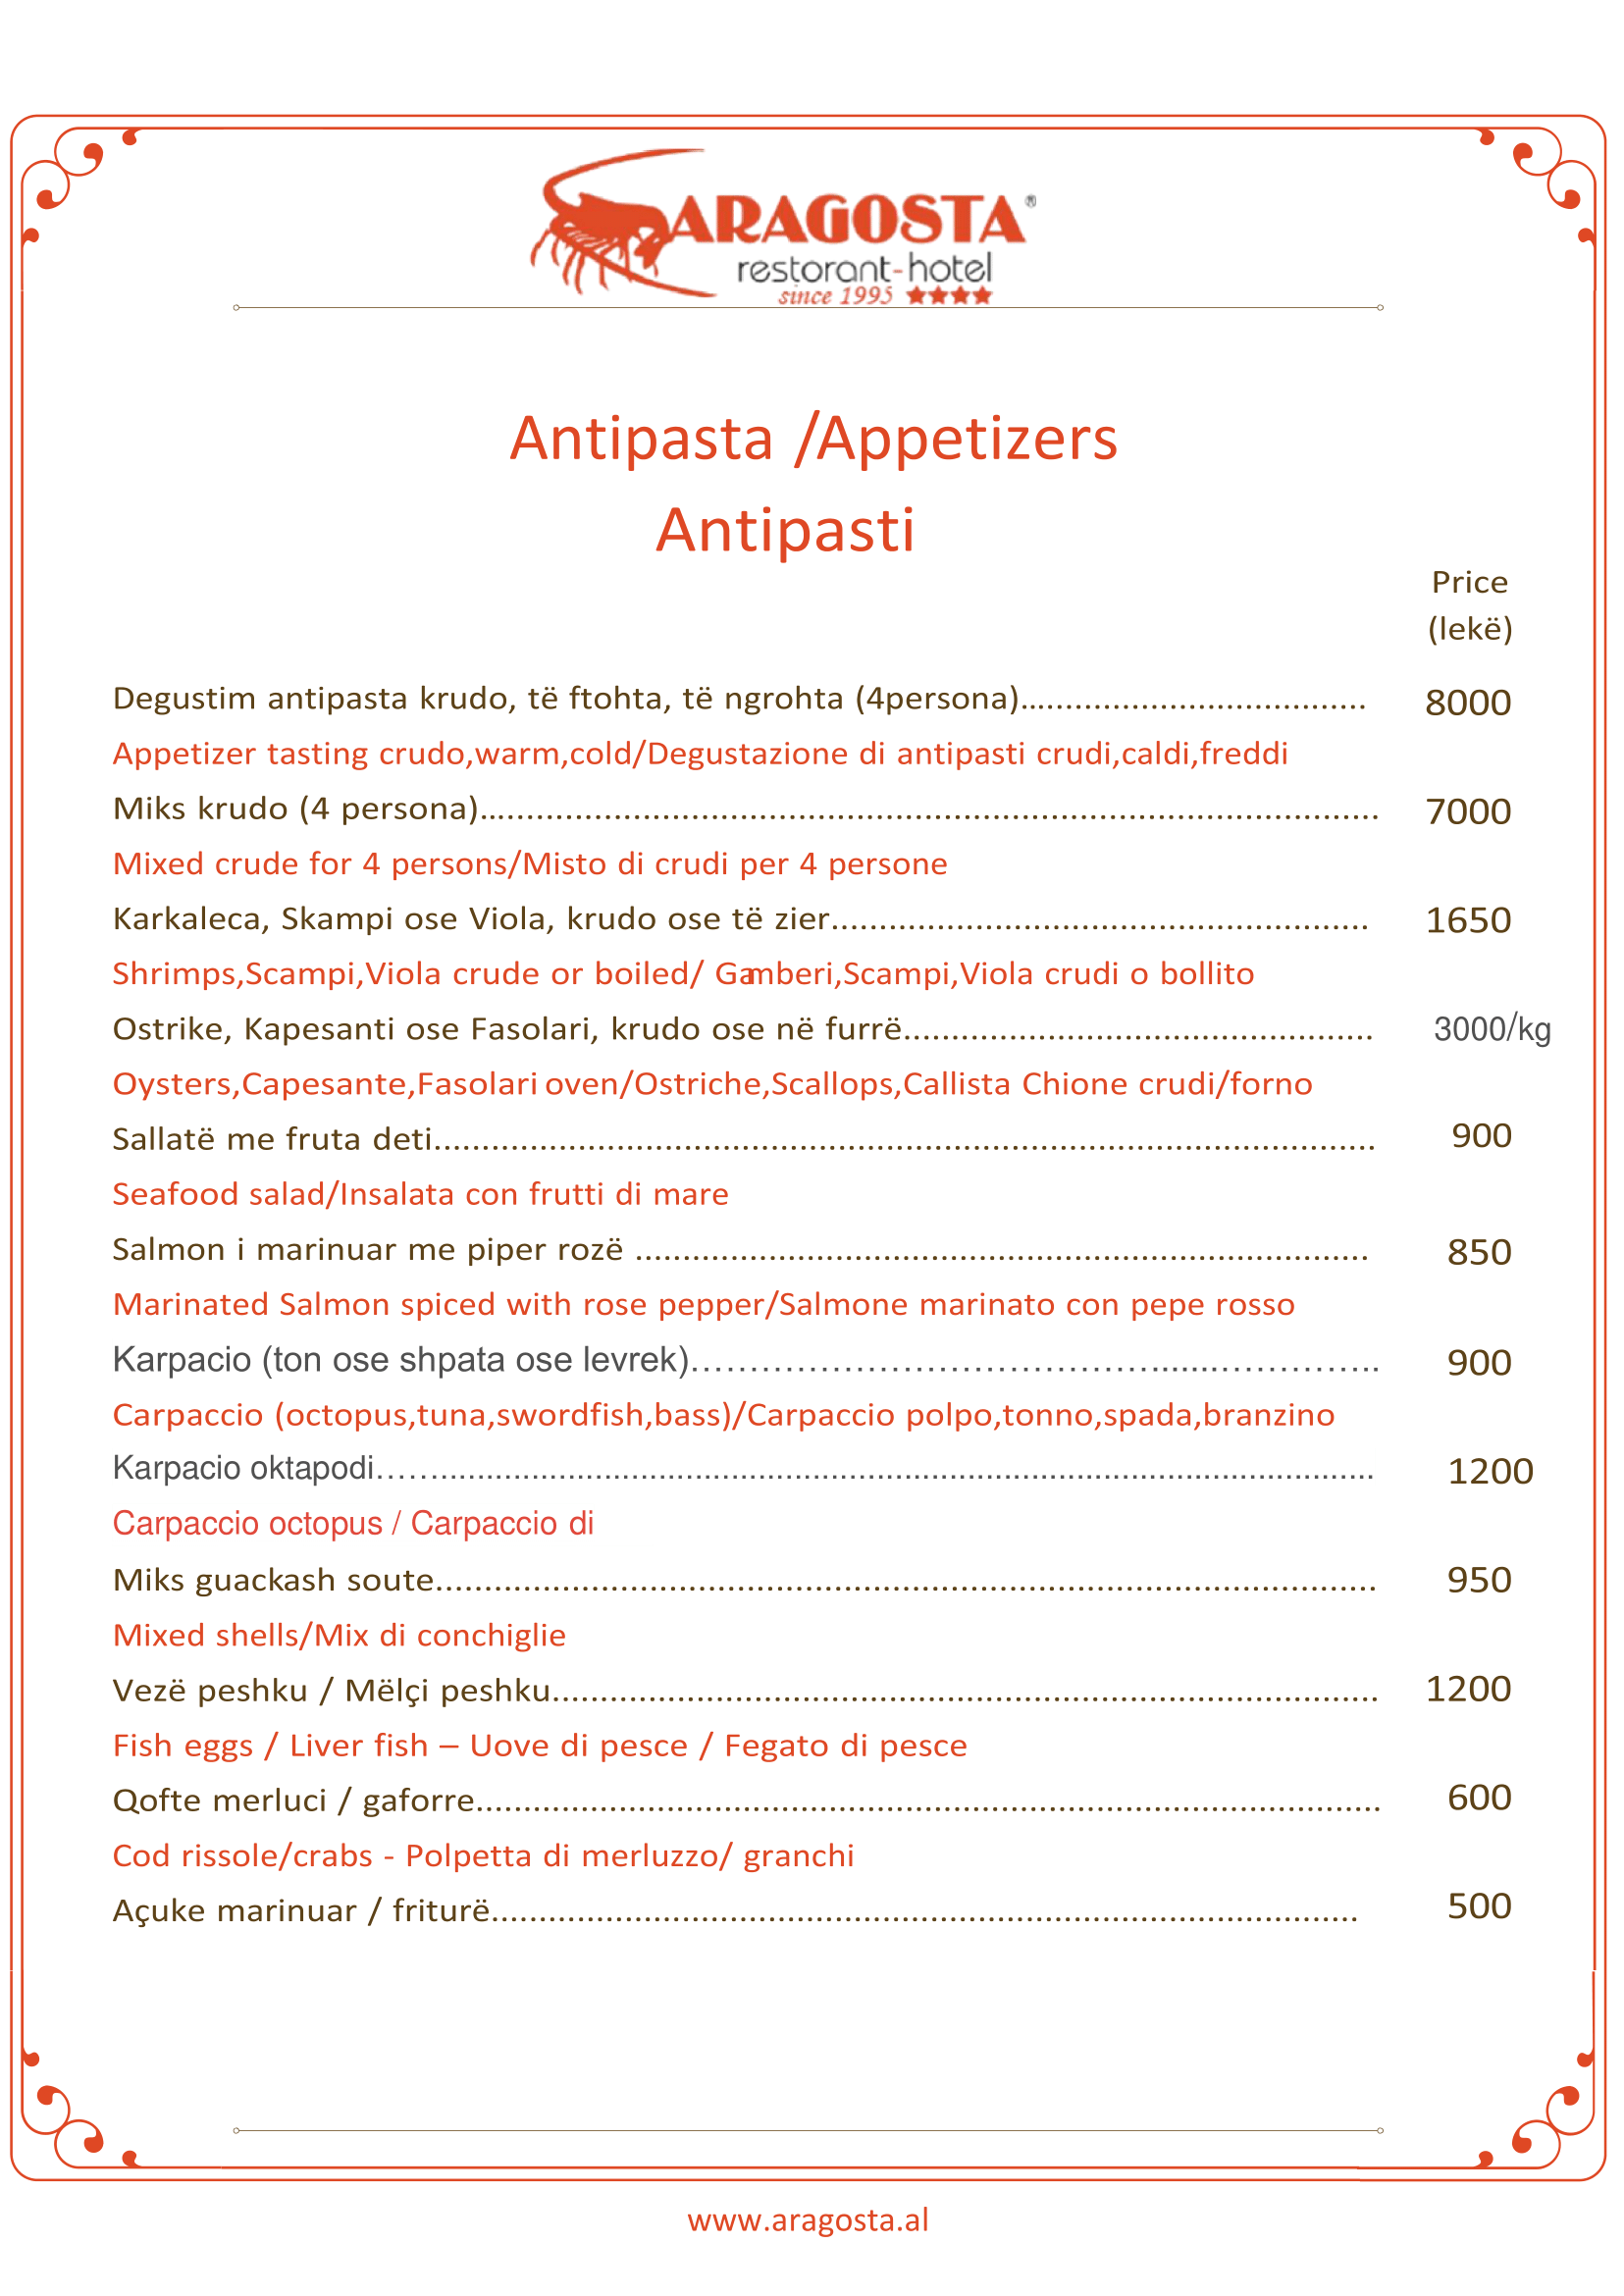 ARAGOSTA®
restorant-hotel
since 1995
Antipasta /Appetizers
Antipasti
Price
(lekë)
Degustim antipasta krudo, të ftohta, të ngrohta (4persona)................................... 8000
Appetizer tasting crudo,warm,cold/Degustazione di antipasti crudi,caldi,freddi
Miks krudo (4 persona)........................................................................................... 7000
Mixed crude for 4 persons/Misto di crudi per 4 persone
Karkaleca, Skampi ose Viola, krudo ose të zier....................................................... 1650
Shrimps,Scampi,Viola crude or boiled/ Gamberi,Scampi,Viola crudi o bollito
Ostrike, Kapesanti ose Fasolari, krudo ose në furrë................................................ 3000/kg
Oysters,Capesante,Fasolari oven/Ostriche,Scallops,Callista Chione crudi/forno
Sallatë me fruta deti................................................................................................ 900
Seafood salad/Insalata con frutti di mare
Salmon i marinuar me piper rozë ........................................................................... 850
Marinated Salmon spiced with rose pepper/Salmone marinato con pepe rosso
Karpacio (ton ose shpata ose levrek)...................................................................... 900
Carpaccio (octopus,tuna,swordfish,bass)/Carpaccio polpo,tonno,spada,branzino
Karpacio oktapodi.................................................................................................... 1200
Carpaccio octopus / Carpaccio di
Miks guackash soute................................................................................................ 950
Mixed shells/Mix di conchiglie
Vezë peshku / Mëlçi peshku.................................................................................... 1200
Fish eggs / Liver fish – Uove di pesce / Fegato di pesce
Qofte merluci / gaforre............................................................................................ 600
Cod rissole/crabs - Polpetta di merluzzo/ granchi
Açuke marinuar / friturë........................................................................................ 500
www.aragosta.al